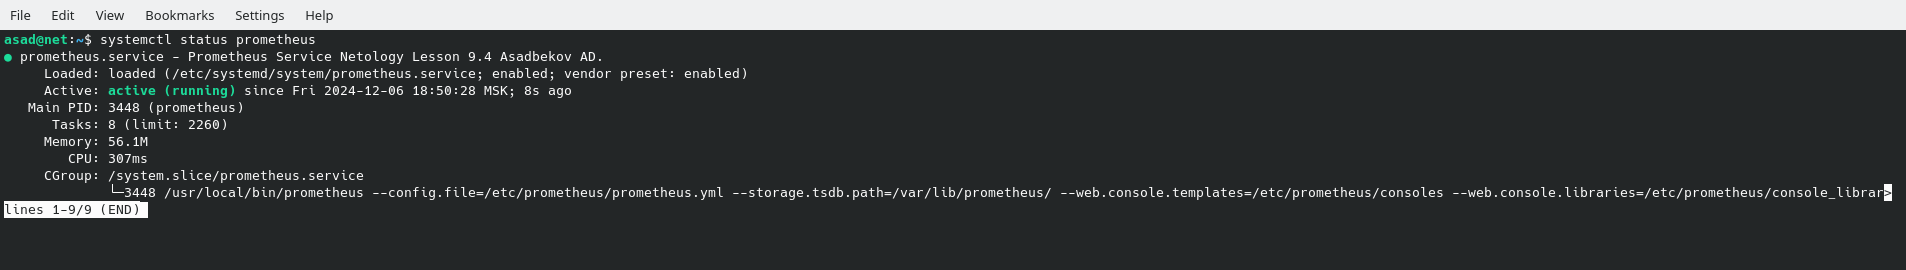 File Edit View Bookmarks Settings Help
asad@net:~$ systemctl status prometheus
● prometheus.service - Prometheus Service Netology Lesson 9.4 Asadbekov AD.
Loaded: loaded (/etc/systemd/system/prometheus.service; enabled; vendor preset: enabled)
Active: active (running) since Fri 2024-12-06 18:50:28 MSK; 8s ago
Main PID: 3448 (prometheus)
Tasks: 8 (limit: 2260)
Memory: 56.1M
CPU: 307ms
CGroup: /system.slice/prometheus.service
└─3448 /usr/local/bin/prometheus --config.file=/etc/prometheus/prometheus.yml --storage.tsdb.path=/var/lib/prometheus/ --web.console.templates=/etc/prometheus/consoles --web.console.libraries=/etc/prometheus/console_librar>
lines 1-9/9 (END)